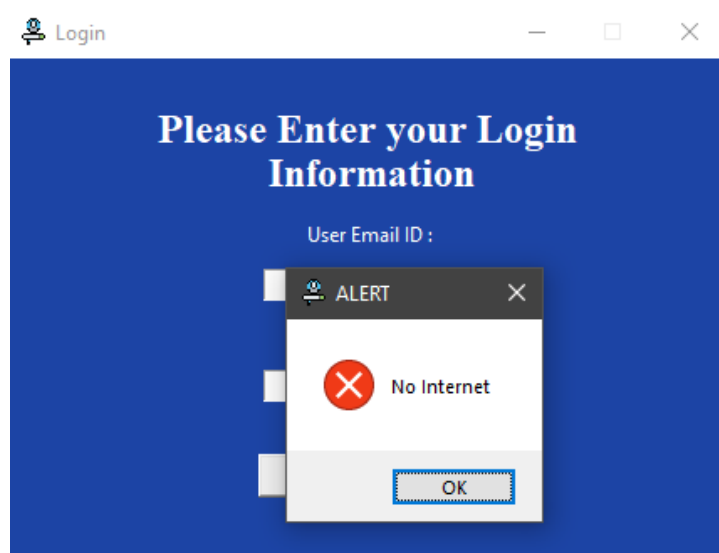 Login
Please Enter your Login
Information
User Email ID :
ALERT
No Internet
OK